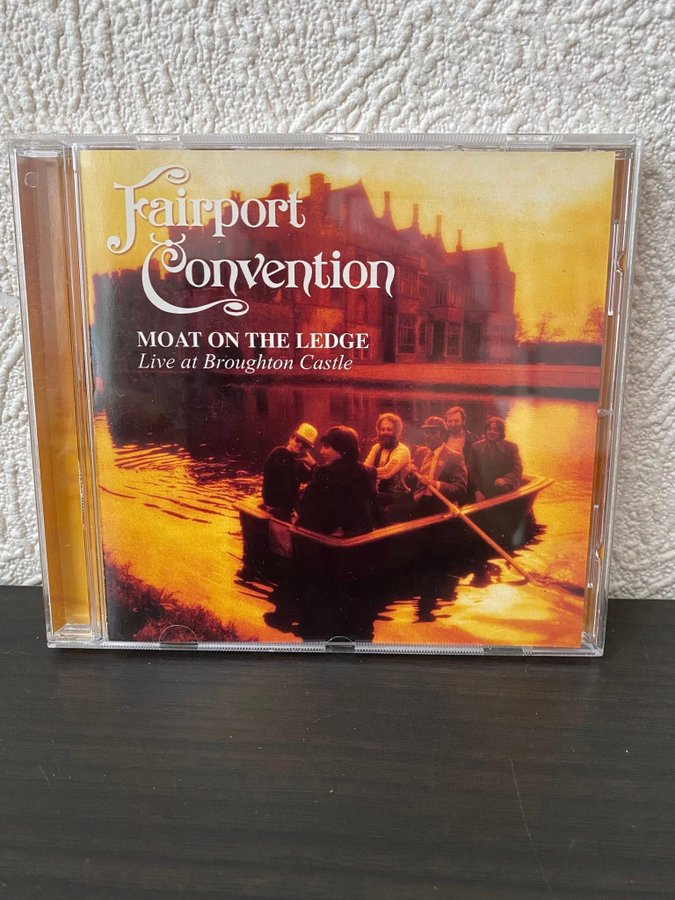 Fairport
Convention
MOAT ON THE LEDGE
Live at Broughton Castle